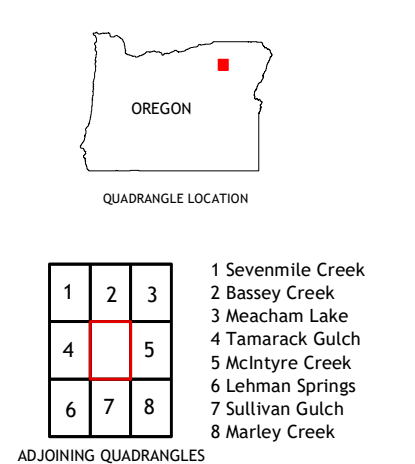 OREGON
QUADRANGLE LOCATION
1 2 3
4 5
6 7 8
1 Sevenmile Creek
2 Bassey Creek
3 Meacham Lake
4 Tamarack Gulch
5 McIntyre Creek
6 Lehman Springs
7 Sullivan Gulch
8 Marley Creek
ADJOINING QUADRANGLES